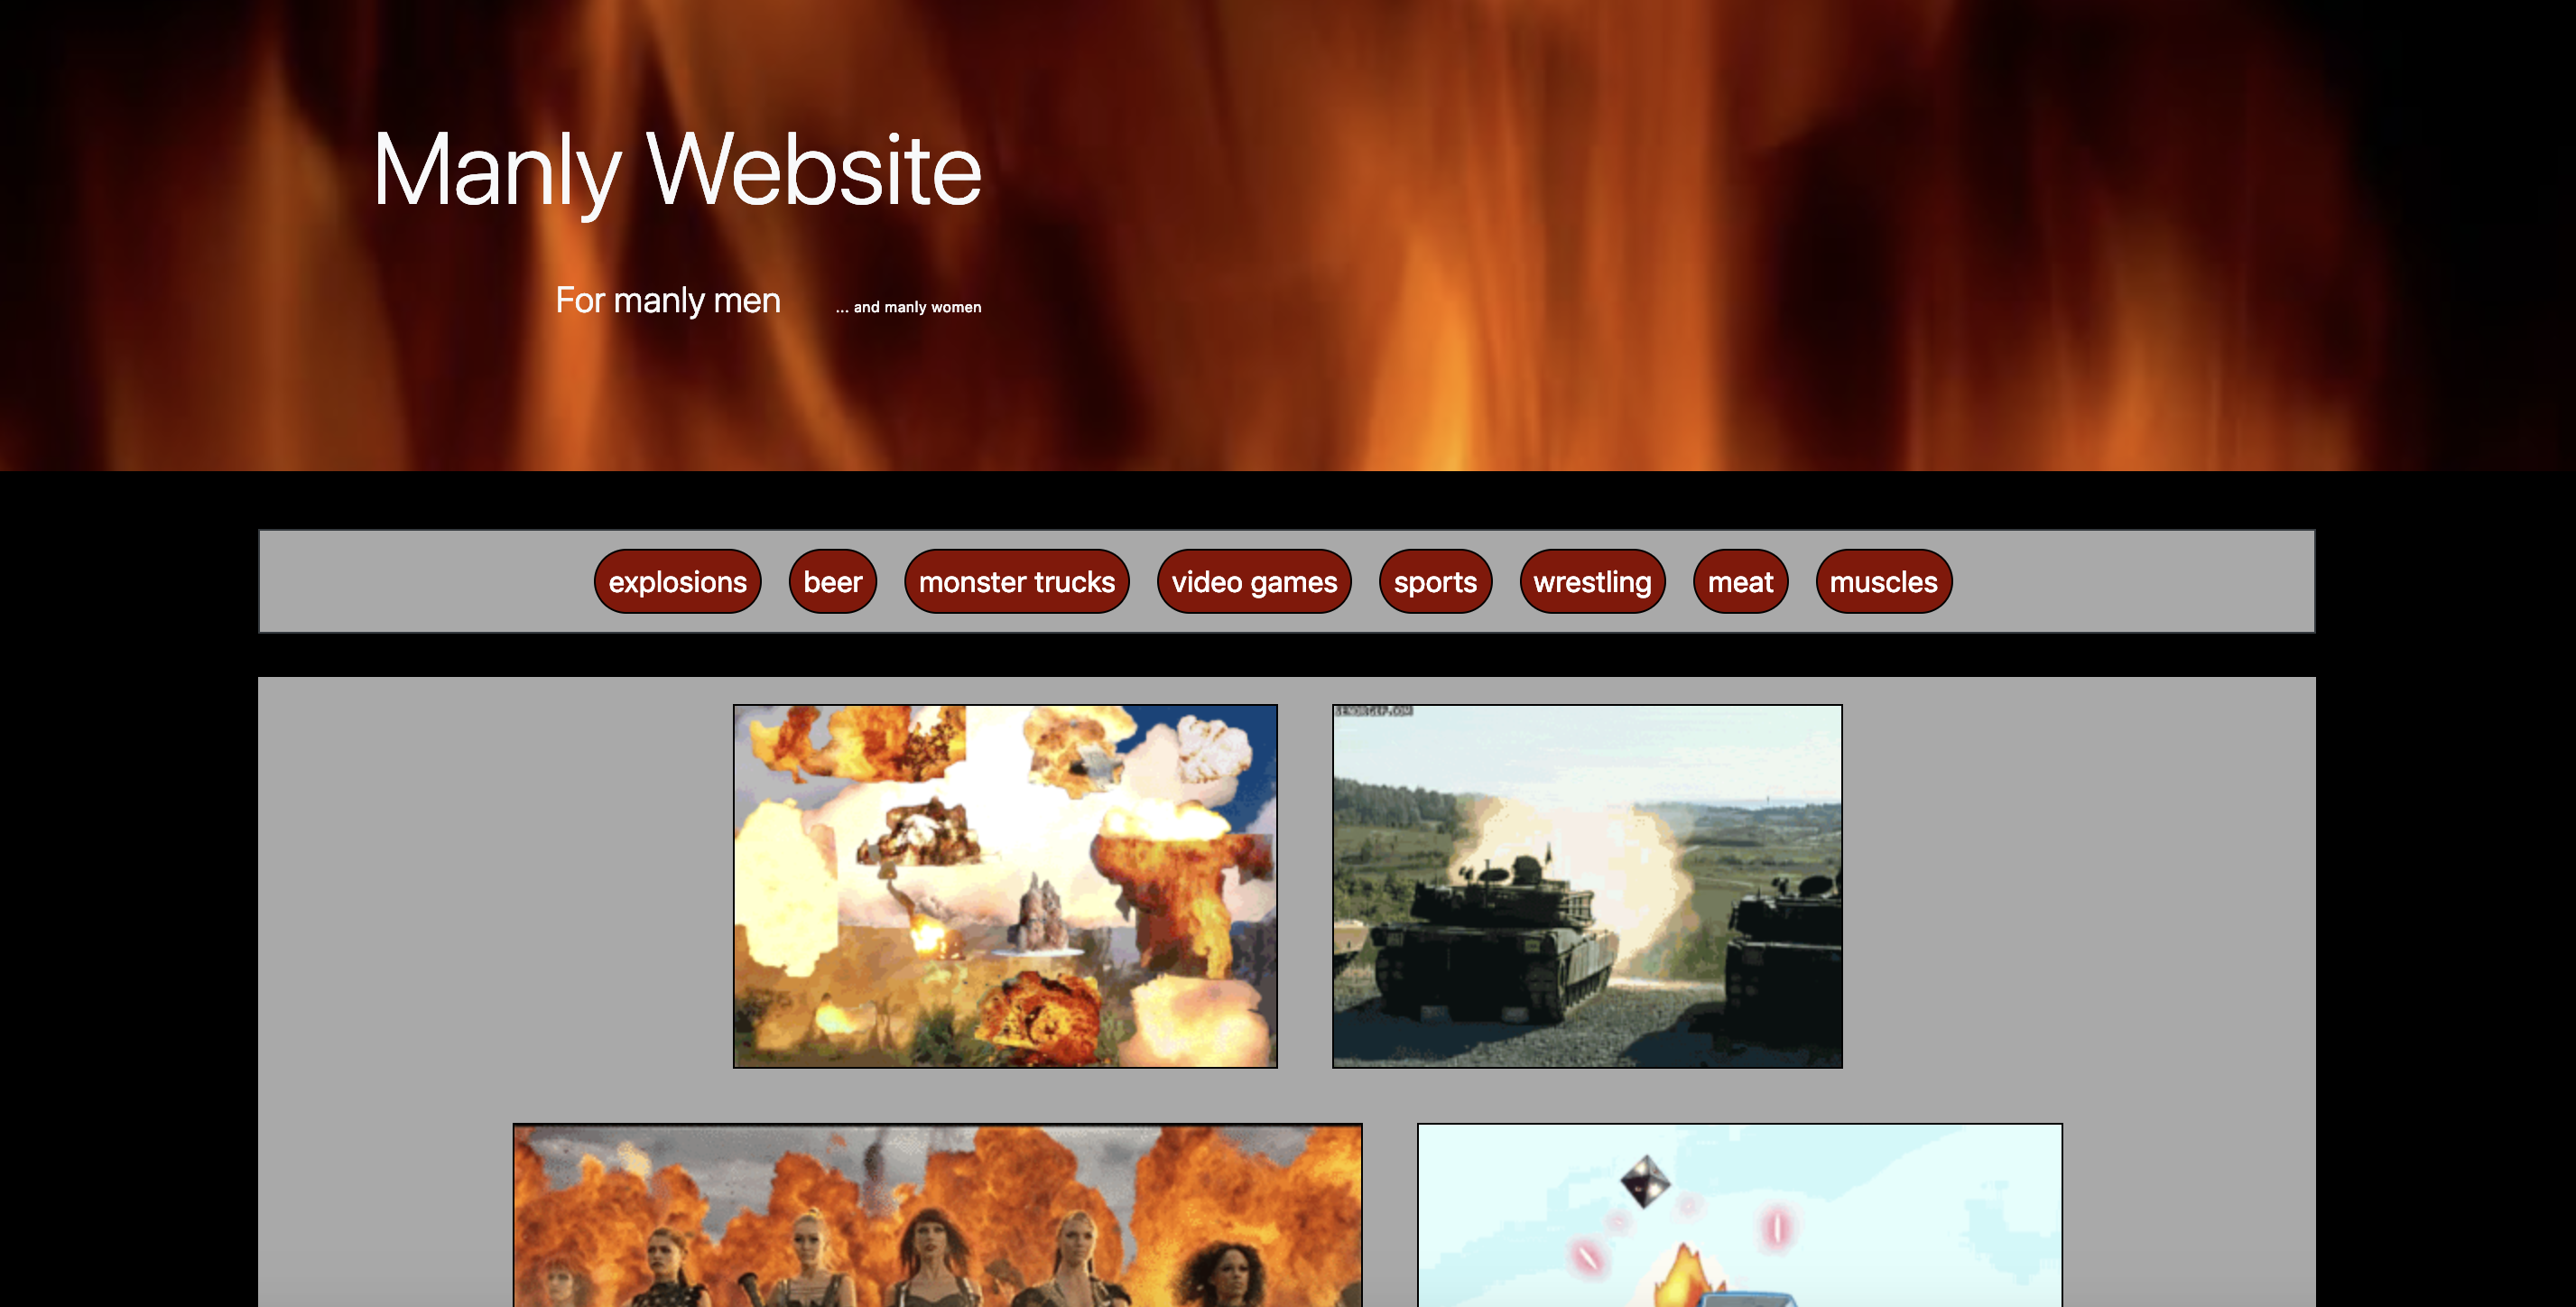 Manly Website
For manly men ... and manly women
explosions beer monster trucks video games sports wrestling meat muscles